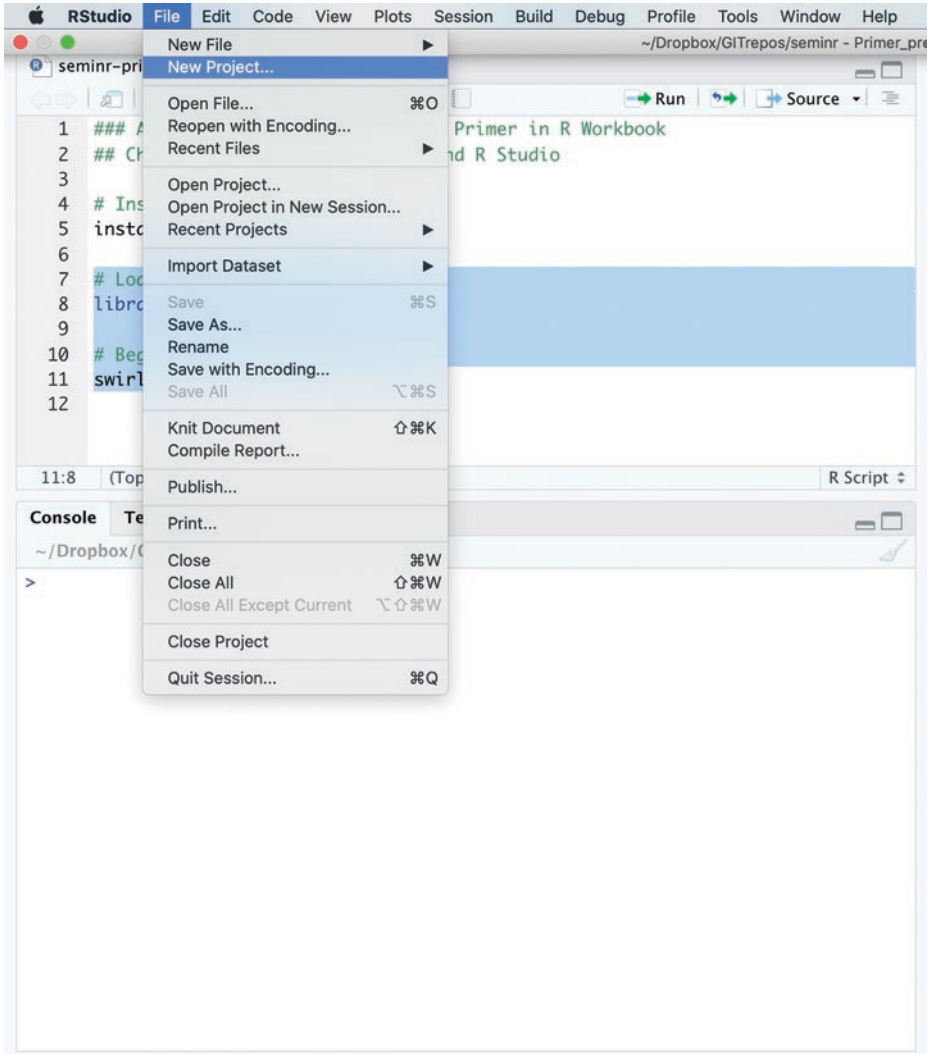 RStudio File Edit Code View Plots Session Build Debug Profile Tools Window Help
~/Dropbox/GITrepos/seminr - Primer_pre
seminr-pri
Run Source
New File
New Project...
Open File... ⌘O
Reopen with Encoding...
Recent Files
Open Project...
Open Project in New Session...
Recent Projects
Import Dataset
Save ⌘S
Save As...
Rename
Save with Encoding...
Save All ⌥⌘S
Knit Document ⇧⌘K
Compile Report...
Publish...
Print...
Close ⌘W
Close All ⇧⌘W
Close All Except Current ⌥⇧⌘W
Close Project
Quit Session... ⌘Q
1 ### A Primer in R Workbook
2 ## Ch nd R Studio
3
4 # Ins
5 insta
6
7 # Loa
8 libra
9
10 # Beg
11 swirl
12
11:8 (Top R Script
Console Te
~/Dropbox/G
>